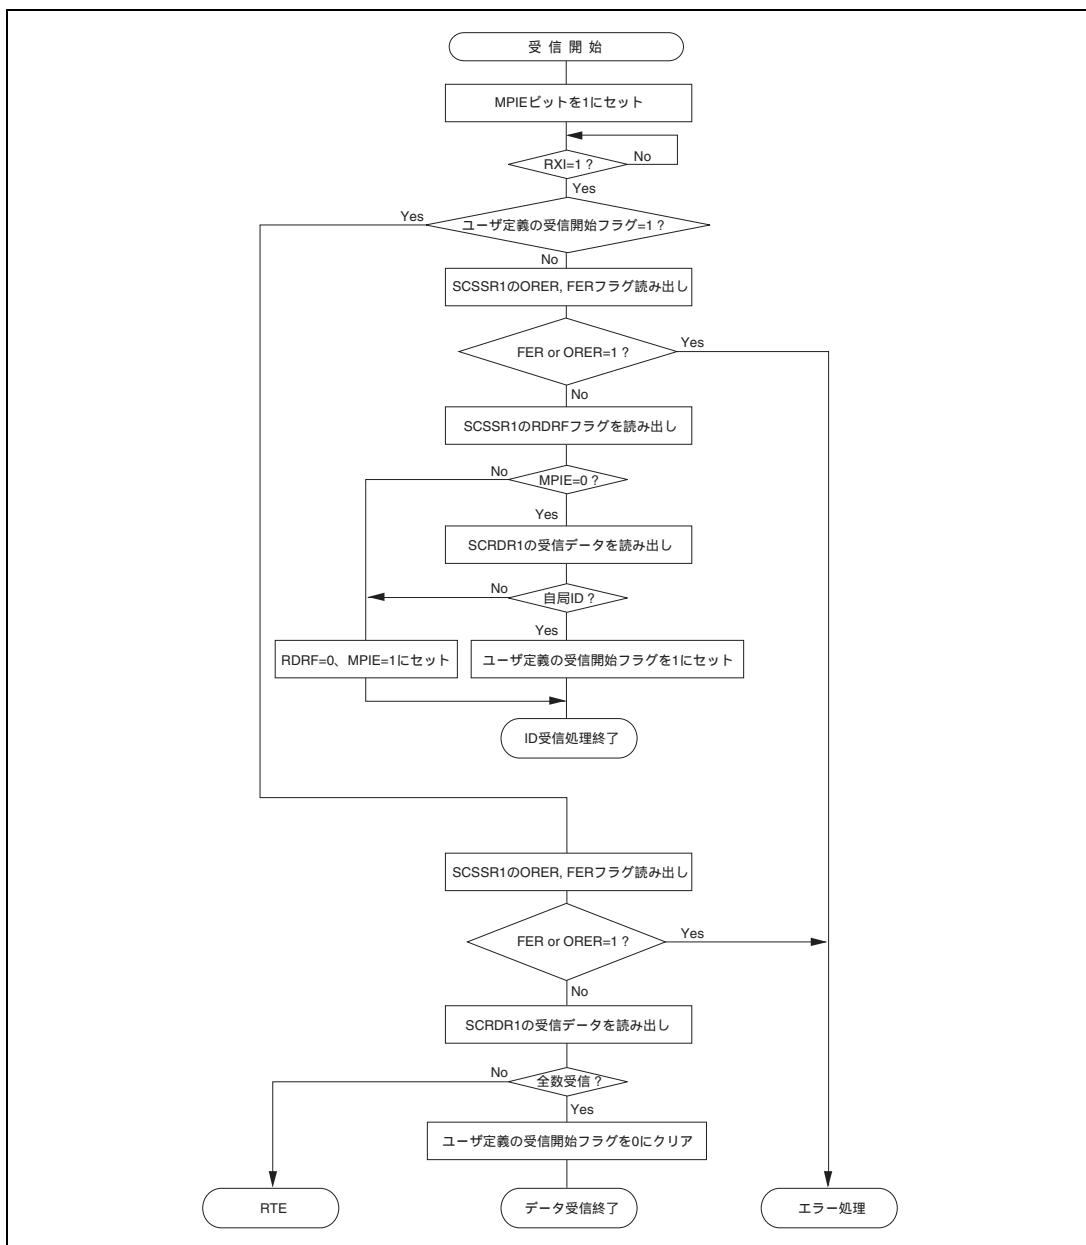 受 信 開 始
MPIEビットを1にセット
RXI=1 ?
No
Yes
Yes
ユーザ定義の受信開始フラグ=1 ?
No
SCSSR1のORER, FERフラグ読み出し
FER or ORER=1 ?
Yes
No
SCSSR1のRDRFフラグを読み出し
No
MPIE=0 ?
Yes
SCRDR1の受信データを読み出し
No
自局ID ?
Yes
RDRF=0、MPIE=1にセット
ユーザ定義の受信開始フラグを1にセット
ID受信処理終了
SCSSR1のORER, FERフラグ読み出し
FER or ORER=1 ?
Yes
No
SCRDR1の受信データを読み出し
No
全数受信 ?
Yes
ユーザ定義の受信開始フラグを0にクリア
RTE
データ受信終了
エラー処理